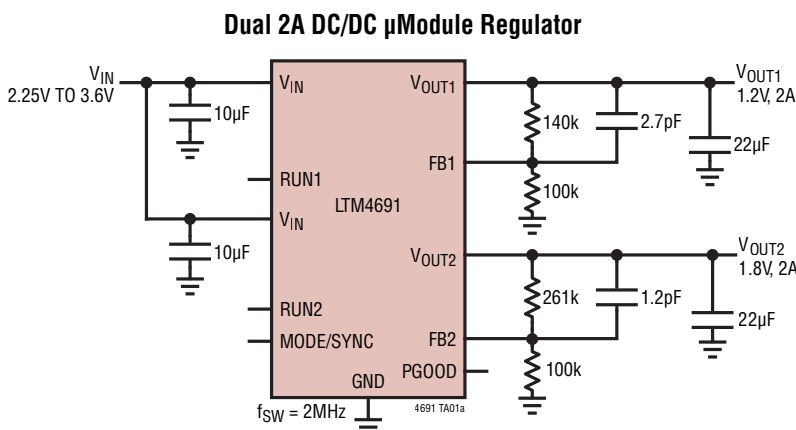 Dual 2A DC/DC µModule Regulator
VIN
2.25V TO 3.6V
10µF
10µF
VIN
RUN1
VIN
RUN2
MODE/SYNC
GND
LTM4691
VOUT1
FB1
VOUT2
FB2
PGOOD
fSW = 2MHz
4691 TA01a
140k
2.7pF
100k
22µF
VOUT1
1.2V, 2A
261k
1.2pF
100k
22µF
VOUT2
1.8V, 2A